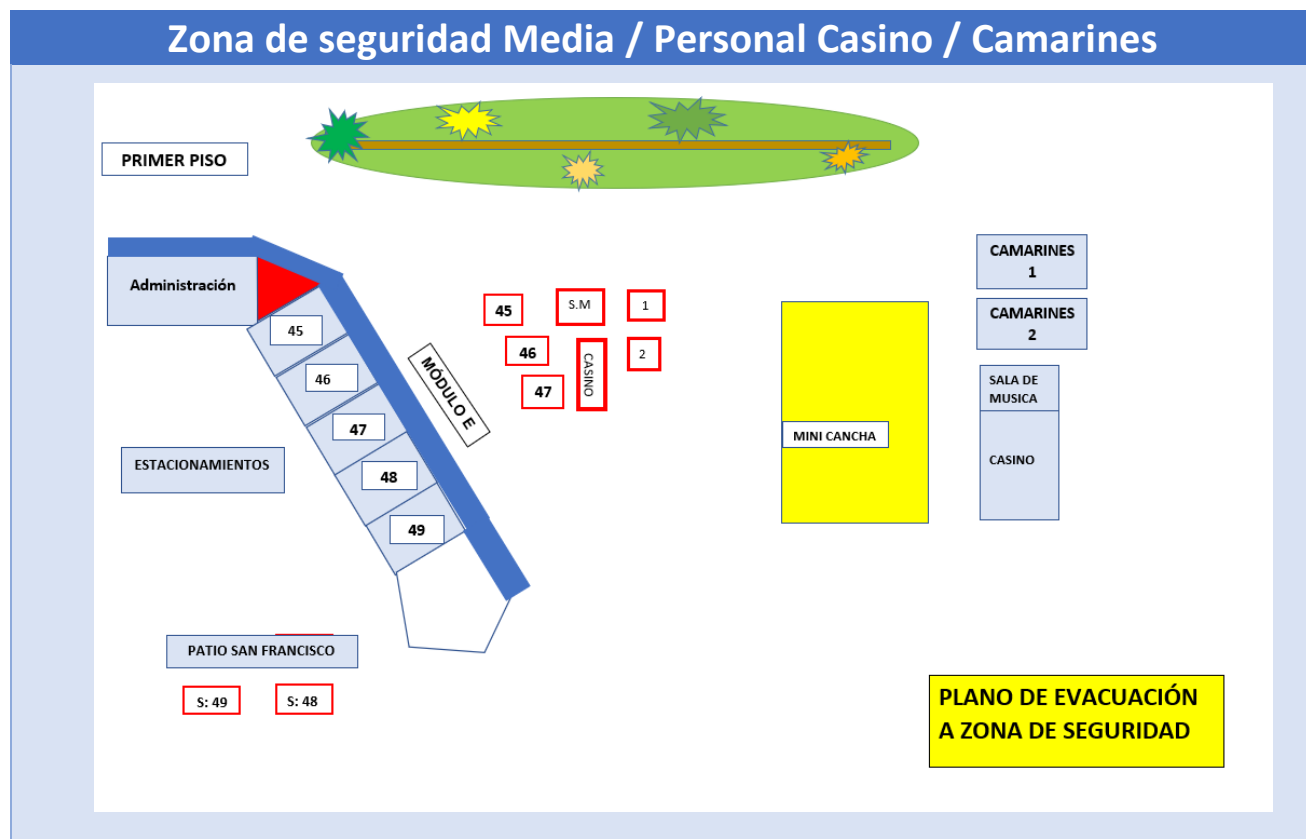 Zona de seguridad Media / Personal Casino / Camarines
PRIMER PISO
Administración
45
46
47
48
49
MÓDULO E
ESTACIONAMIENTOS
45
46
47
S.M
CASINO
1
2
MINI CANCHA
CAMARINES
1
CAMARINES
2
SALA DE
MUSICA
CASINO
PATIO SAN FRANCISCO
S: 49
S: 48
PLANO DE EVACUACIÓN
A ZONA DE SEGURIDAD